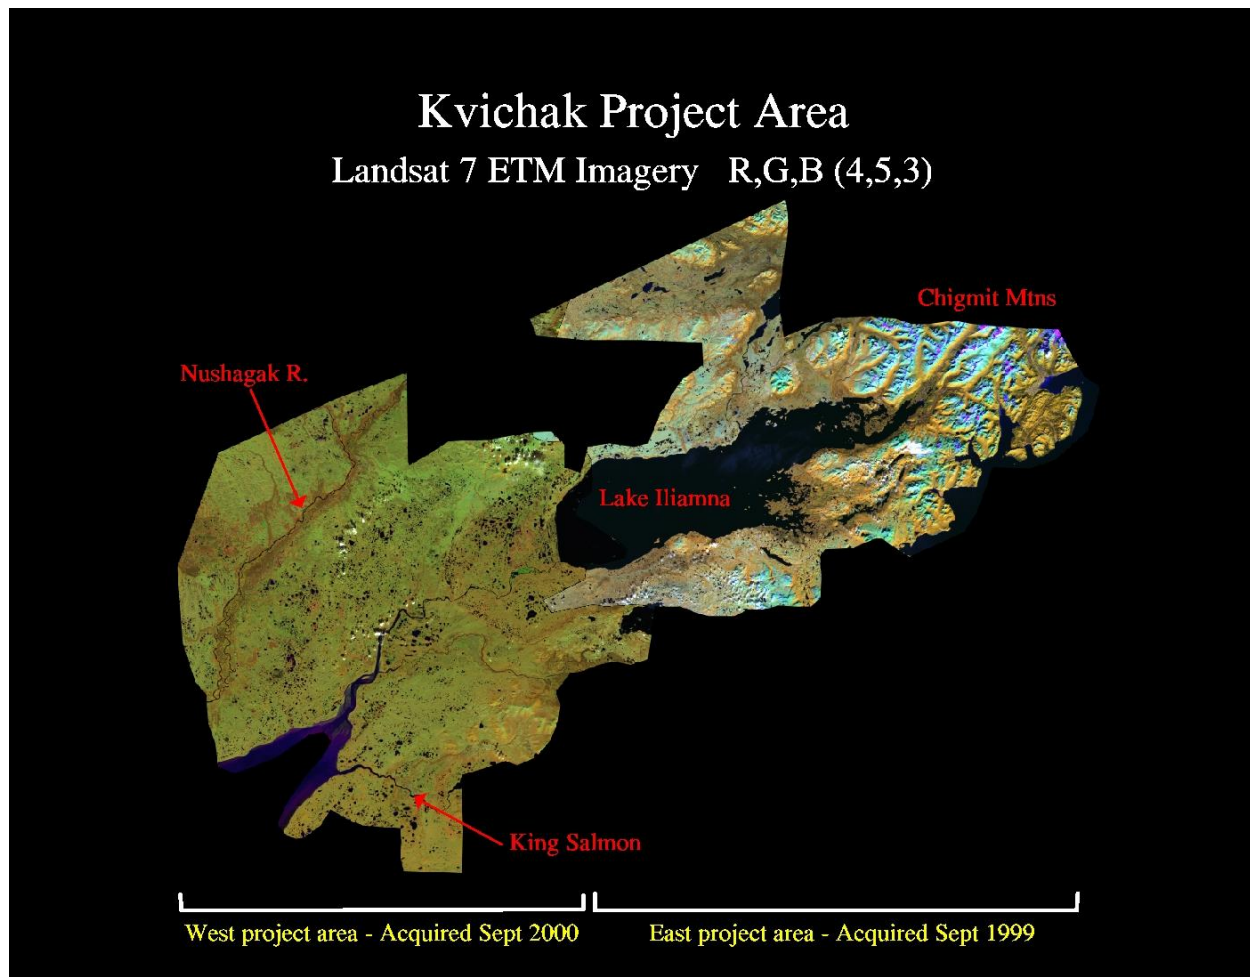 Kvichak Project Area
Landsat 7 ETM Imagery R,G,B (4,5,3)
Chigmit Mtns
Nushagak R.
Lake Iliamna
King Salmon
West project area - Acquired Sept 2000
East project area - Acquired Sept 1999